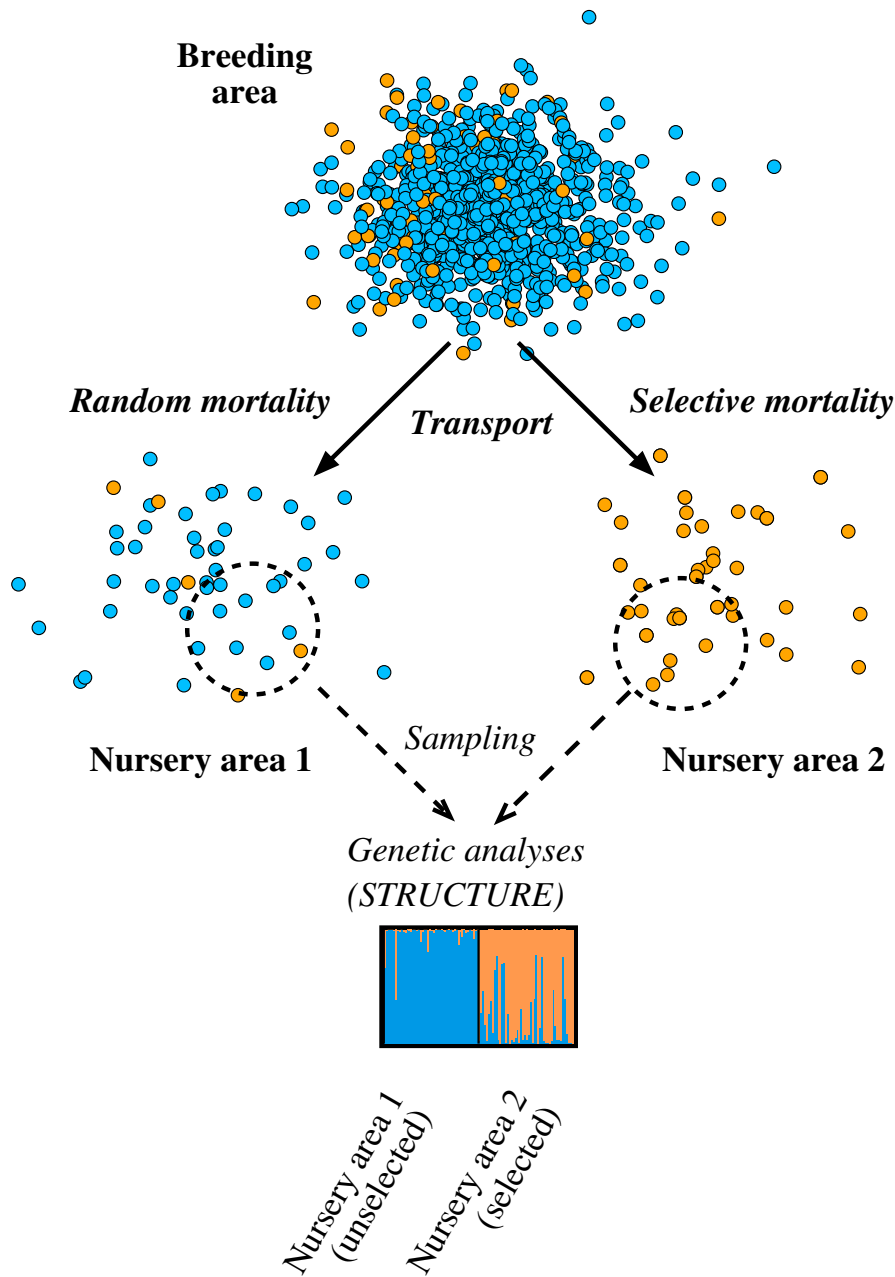 Breeding
area
Random mortality
Transport
Selective mortality
Nursery area 1
Sampling
Nursery area 2
Genetic analyses
(STRUCTURE)
Nursery area 1
(unselected)
Nursery area 2
(selected)